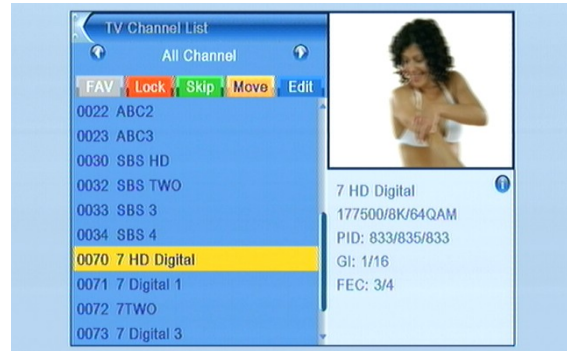 TV Channel List
All Channel
FAV Lock Skip Move Edit
0022 ABC2
0023 ABC3
0030 SBS HD
0032 SBS TWO
0033 SBS 3
0034 SBS 4
0070 7 HD Digital
0071 7 Digital 1
0072 7TWO
0073 7 Digital 3
7 HD Digital
177500/8K/64QAM
PID: 833/835/833
GI: 1/16
FEC: 3/4